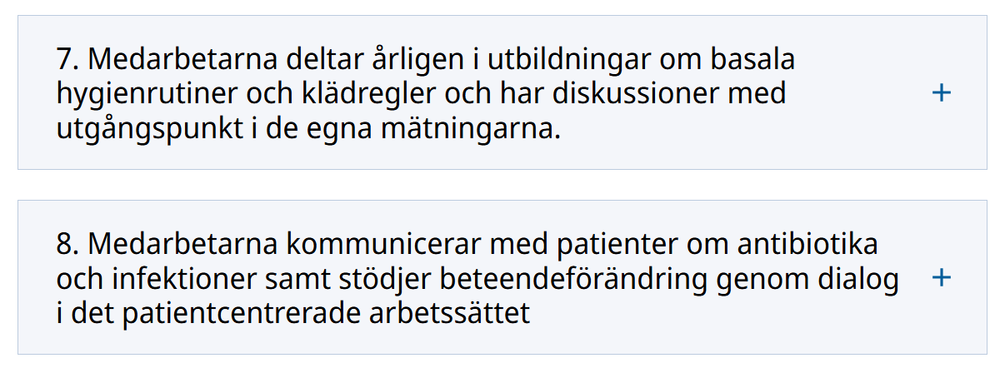 7. Medarbetarna deltar årligen i utbildningar om basala
hygienrutiner och klädregler och har diskussioner med
utgångspunkt i de egna mätningarna.
8. Medarbetarna kommunicerar med patienter om antibiotika
och infektioner samt stödjer beteendeförändring genom dialog
i det patientcentrerade arbetssättet